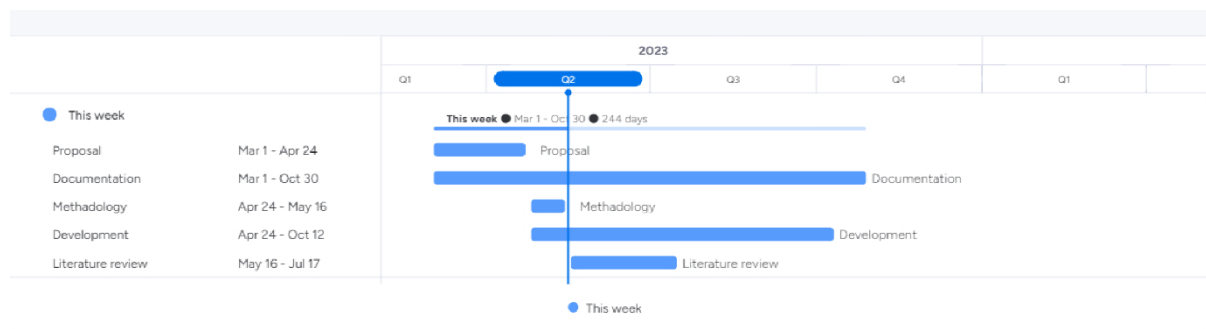 2023
Q1 Q2 Q3 Q4 Q1
This week
This week ● Mar 1 - Oct 30 ● 244 days
Proposal Mar 1 - Apr 24 Proposal
Documentation Mar 1 - Oct 30 Documentation
Methadology Apr 24 - May 16 Methadology
Development Apr 24 - Oct 12 Development
Literature review May 16 - Jul 17 Literature review
This week